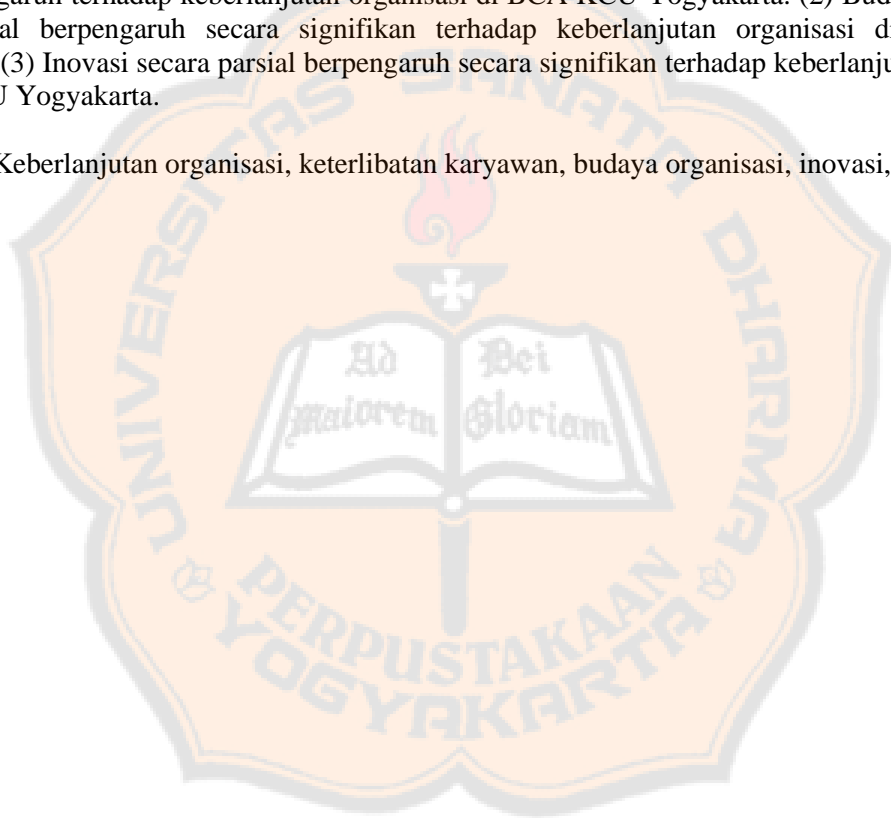 garuh terhadap keberlanjutan organisasi di BCA KCU Yogyakarta. (2) Bud
al berpengaruh secara signifikan terhadap keberlanjutan organisasi di
(3) Inovasi secara parsial berpengaruh secara signifikan terhadap keberlanju
U Yogyakarta.
Keberlanjutan organisasi, keterlibatan karyawan, budaya organisasi, inovasi,
UNIVERSITAS SANATA DHARMA
Ad Dei
Maiorem Gloriam
PERPUSTAKAAN
YOGYAKARTA